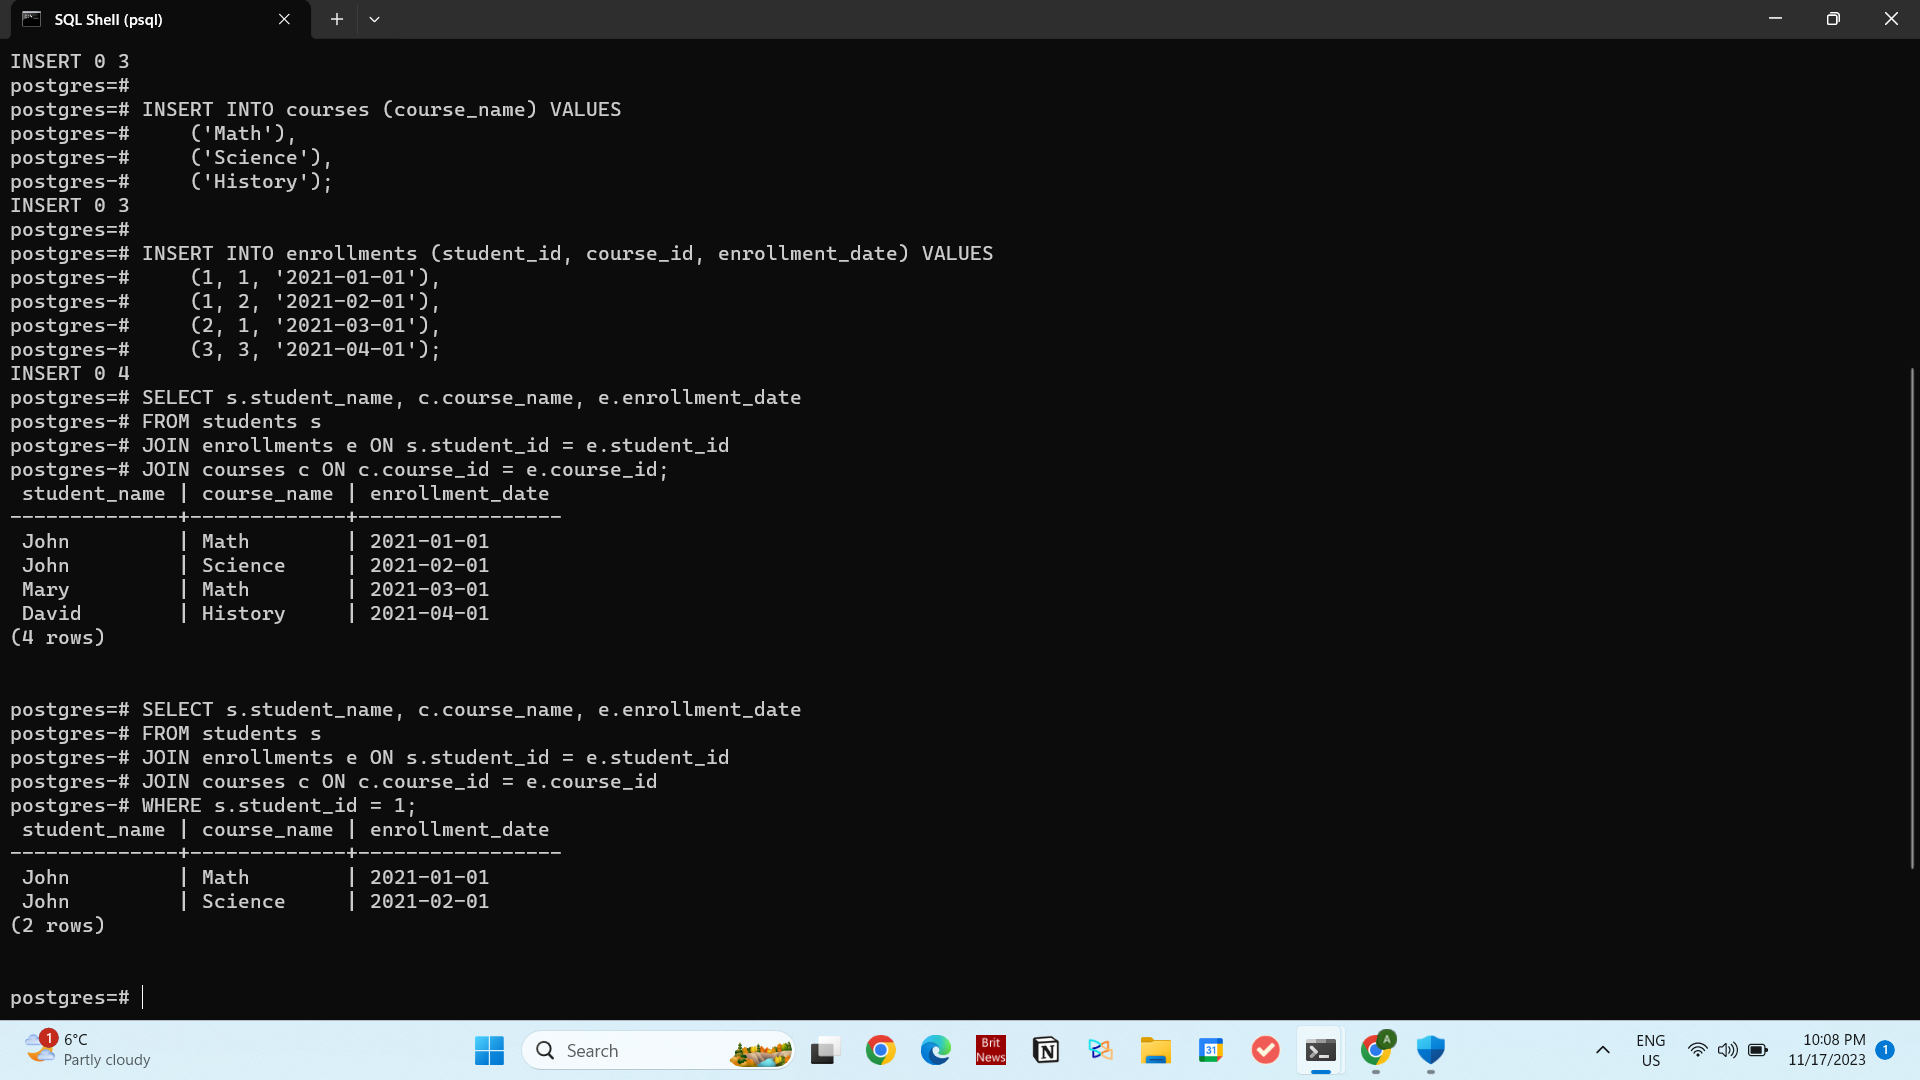 SQL Shell (psql)
INSERT 0 3
postgres=#
postgres=# INSERT INTO courses (course_name) VALUES
postgres-#     ('Math'),
postgres-#     ('Science'),
postgres-#     ('History');
INSERT 0 3
postgres=#
postgres=# INSERT INTO enrollments (student_id, course_id, enrollment_date) VALUES
postgres-#     (1, 1, '2021-01-01'),
postgres-#     (1, 2, '2021-02-01'),
postgres-#     (2, 1, '2021-03-01'),
postgres-#     (3, 3, '2021-04-01');
INSERT 0 4
postgres=# SELECT s.student_name, c.course_name, e.enrollment_date
postgres-# FROM students s
postgres-# JOIN enrollments e ON s.student_id = e.student_id
postgres-# JOIN courses c ON c.course_id = e.course_id;
 student_name | course_name | enrollment_date
--------------+-------------+-----------------
 John         | Math        | 2021-01-01
 John         | Science     | 2021-02-01
 Mary         | Math        | 2021-03-01
 David        | History     | 2021-04-01
(4 rows)
postgres=# SELECT s.student_name, c.course_name, e.enrollment_date
postgres-# FROM students s
postgres-# JOIN enrollments e ON s.student_id = e.student_id
postgres-# JOIN courses c ON c.course_id = e.course_id
postgres-# WHERE s.student_id = 1;
 student_name | course_name | enrollment_date
--------------+-------------+-----------------
 John         | Math        | 2021-01-01
 John         | Science     | 2021-02-01
(2 rows)
postgres=#
1
6°C
Partly cloudy
Search
Brit
News
31
A
ENG
US
10:08 PM
11/17/2023
1